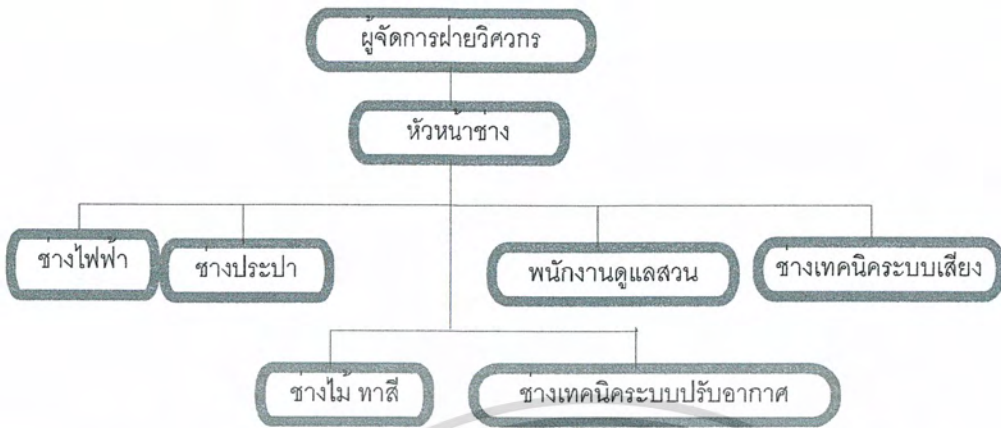 ผู้จัดการฝ่ายวิศวกร
หัวหน้าช่าง
ช่างไฟฟ้า
ช่างประปา
พนักงานดูแลสวน
ช่างเทคนิคระบบเสียง
ช่างไม้ ทาสี
ช่างเทคนิคระบบปรับอากาศ